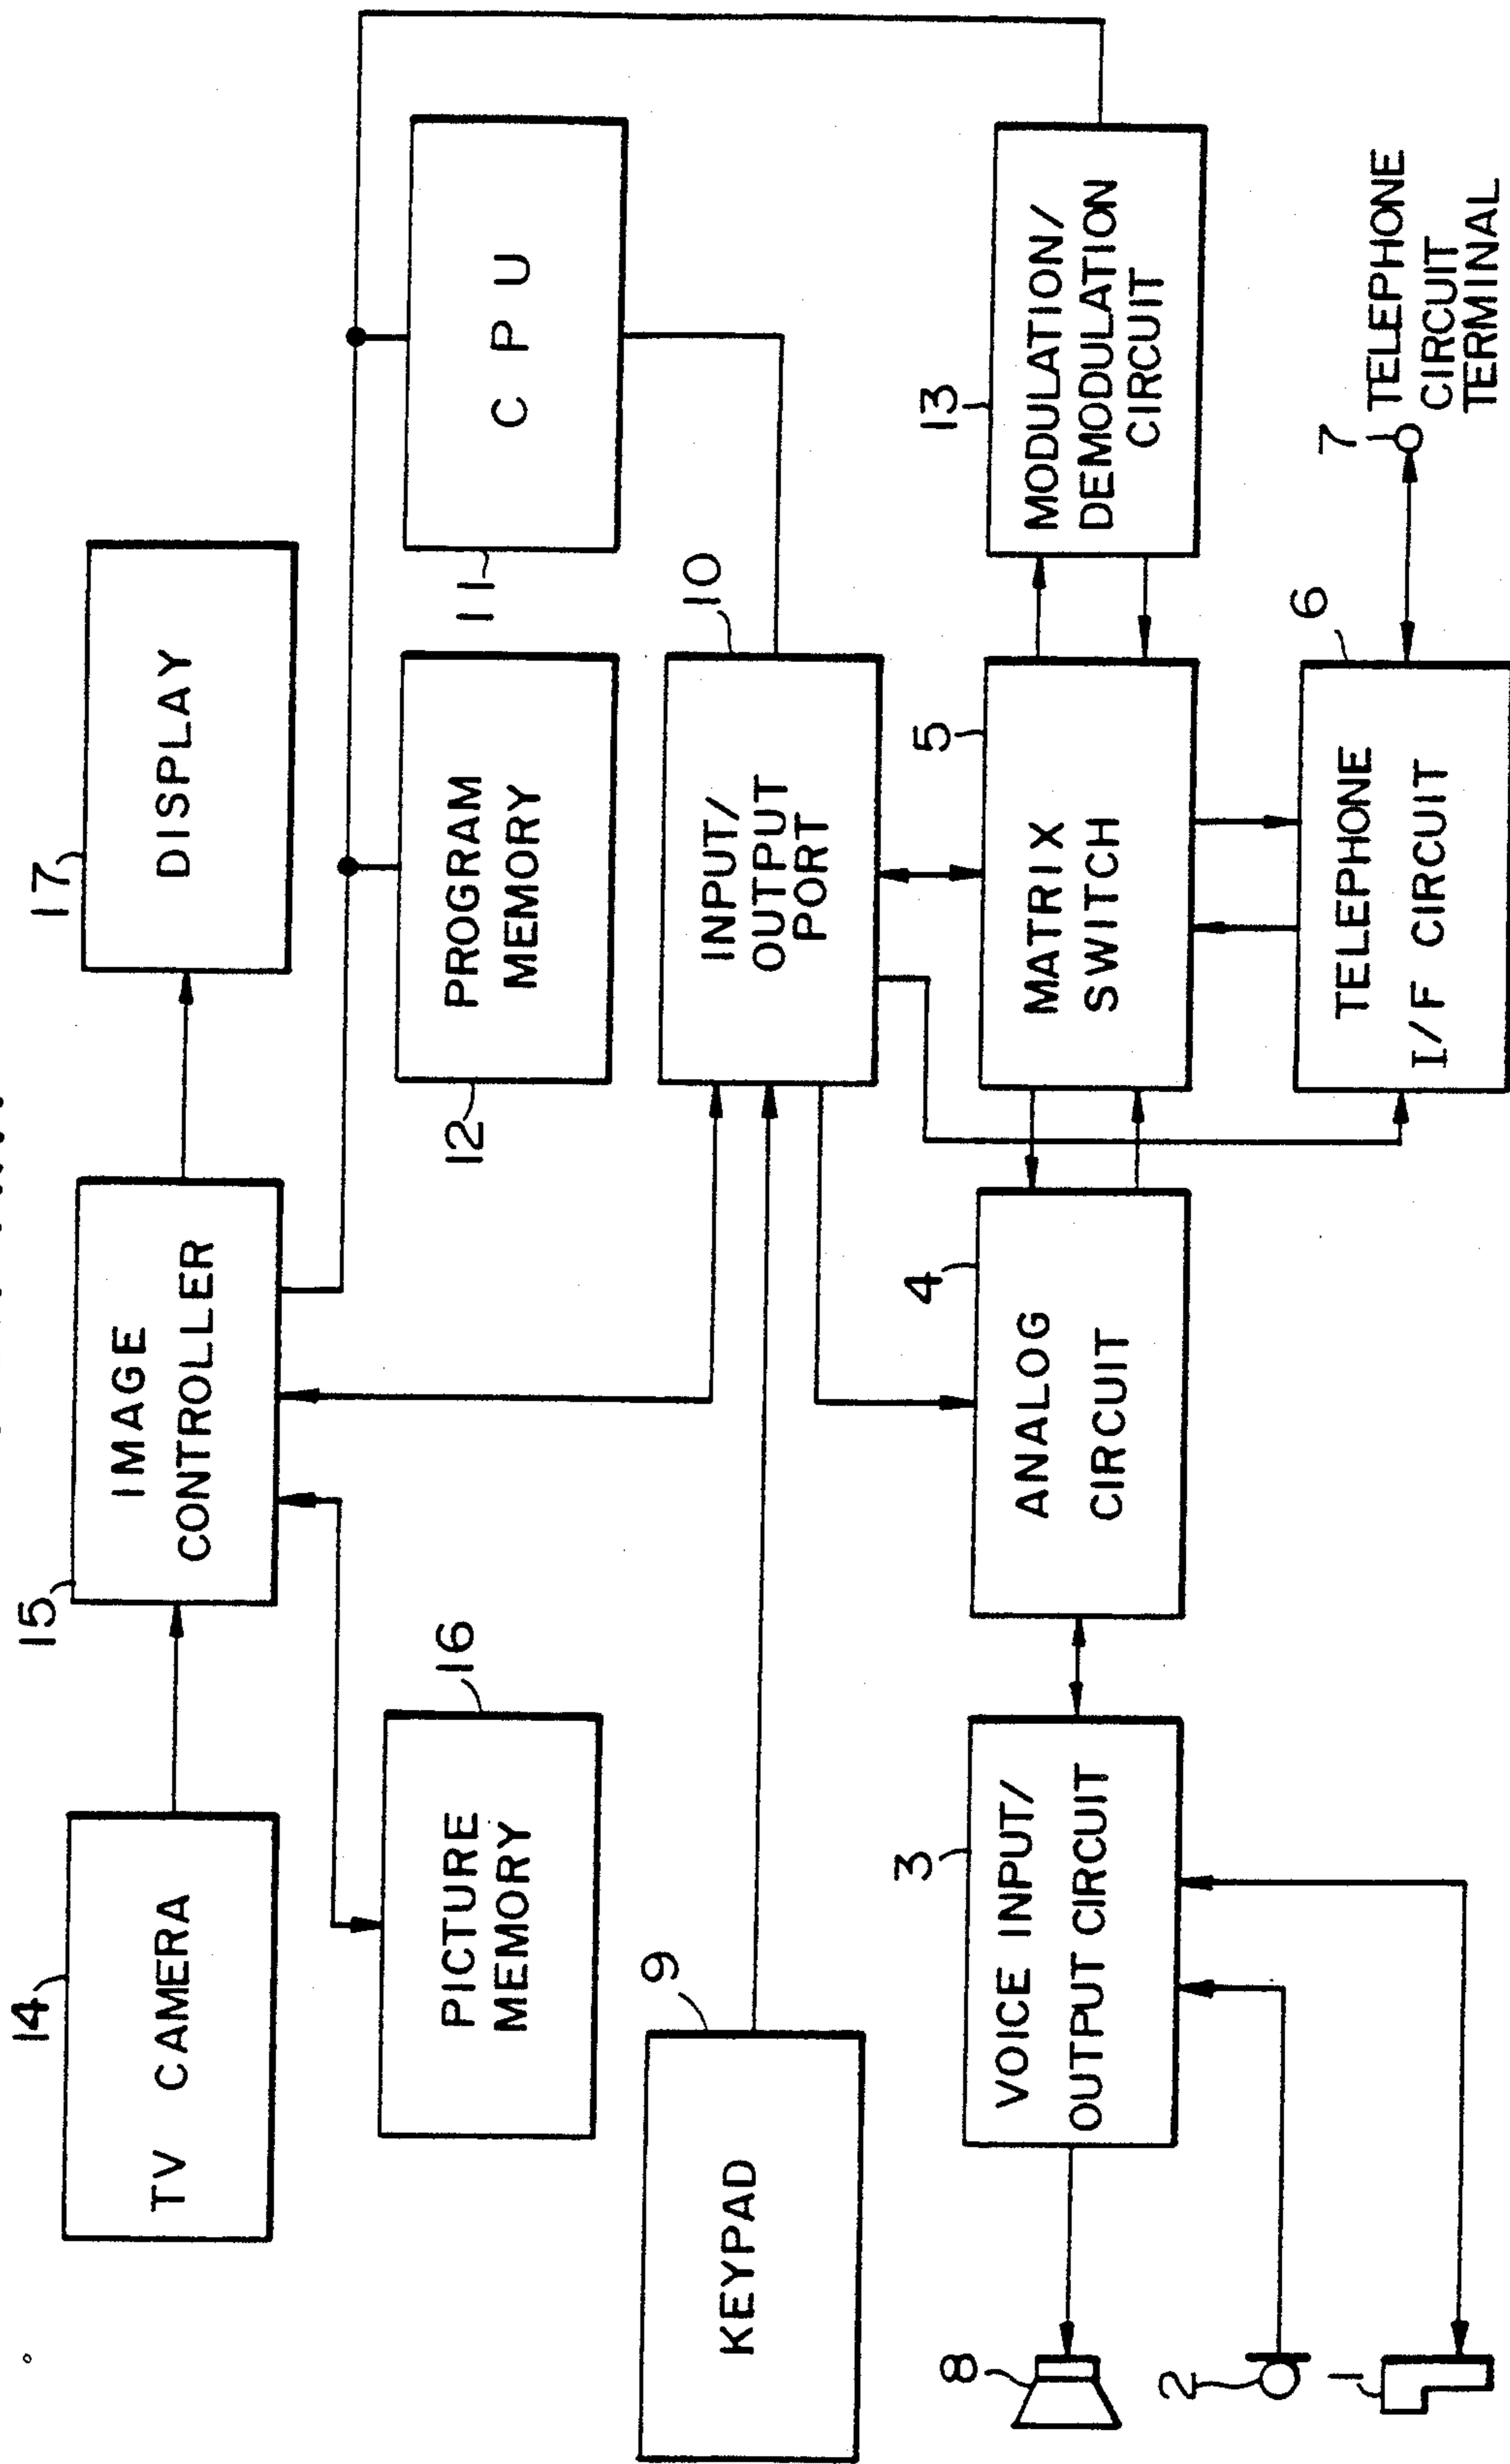 14
TV CAMERA
15
IMAGE
CONTROLLER
17
DISPLAY
16
PICTURE
MEMORY
12
PROGRAM
MEMORY
11
CPU
9
KEYPAD
10
INPUT/
OUTPUT
PORT
3
VOICE INPUT/
OUTPUT CIRCUIT
4
ANALOG
CIRCUIT
5
MATRIX
SWITCH
13
MODULATION/
DEMODULATION
CIRCUIT
8
2
1
6
TELEPHONE
I/F CIRCUIT
7
TELEPHONE
CIRCUIT
TERMINAL